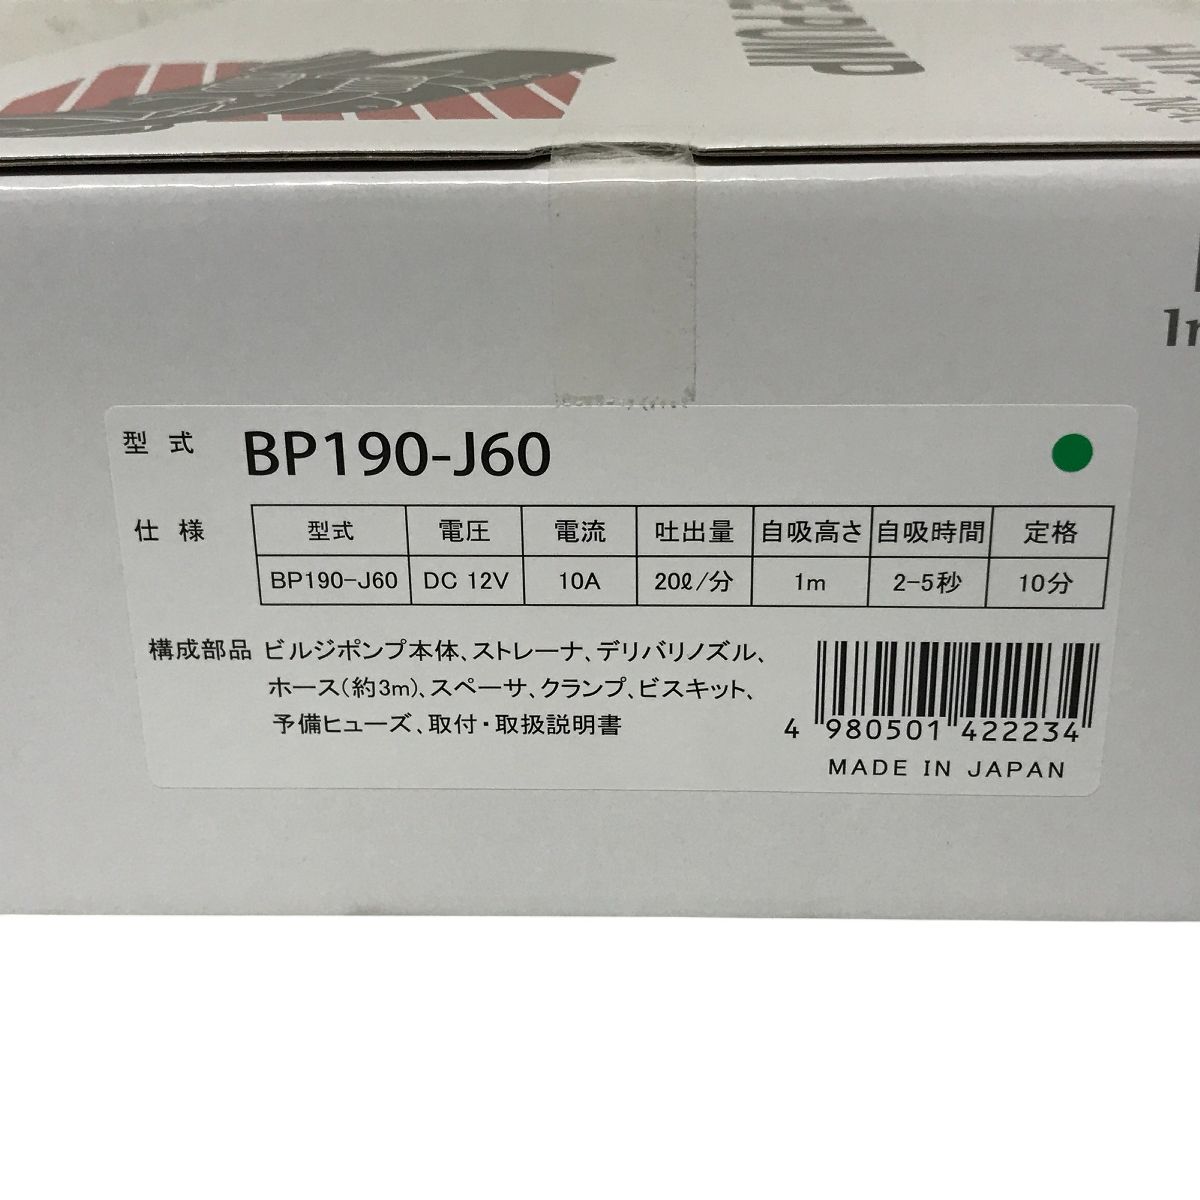 PUMP
型式 BP190-J60
仕様
型式 電圧 電流 吐出量 自吸高さ 自吸時間 定格
BP190-J60 DC 12V 10A 20ℓ/分 1m 2-5秒 10分
構成部品 ビルジポンプ本体、ストレーナ、デリバリノズル、
ホース(約3m)、スペーサ、クランプ、ビスキット、
予備ヒューズ、取付・取扱説明書
4 980501 422234
MADE IN JAPAN